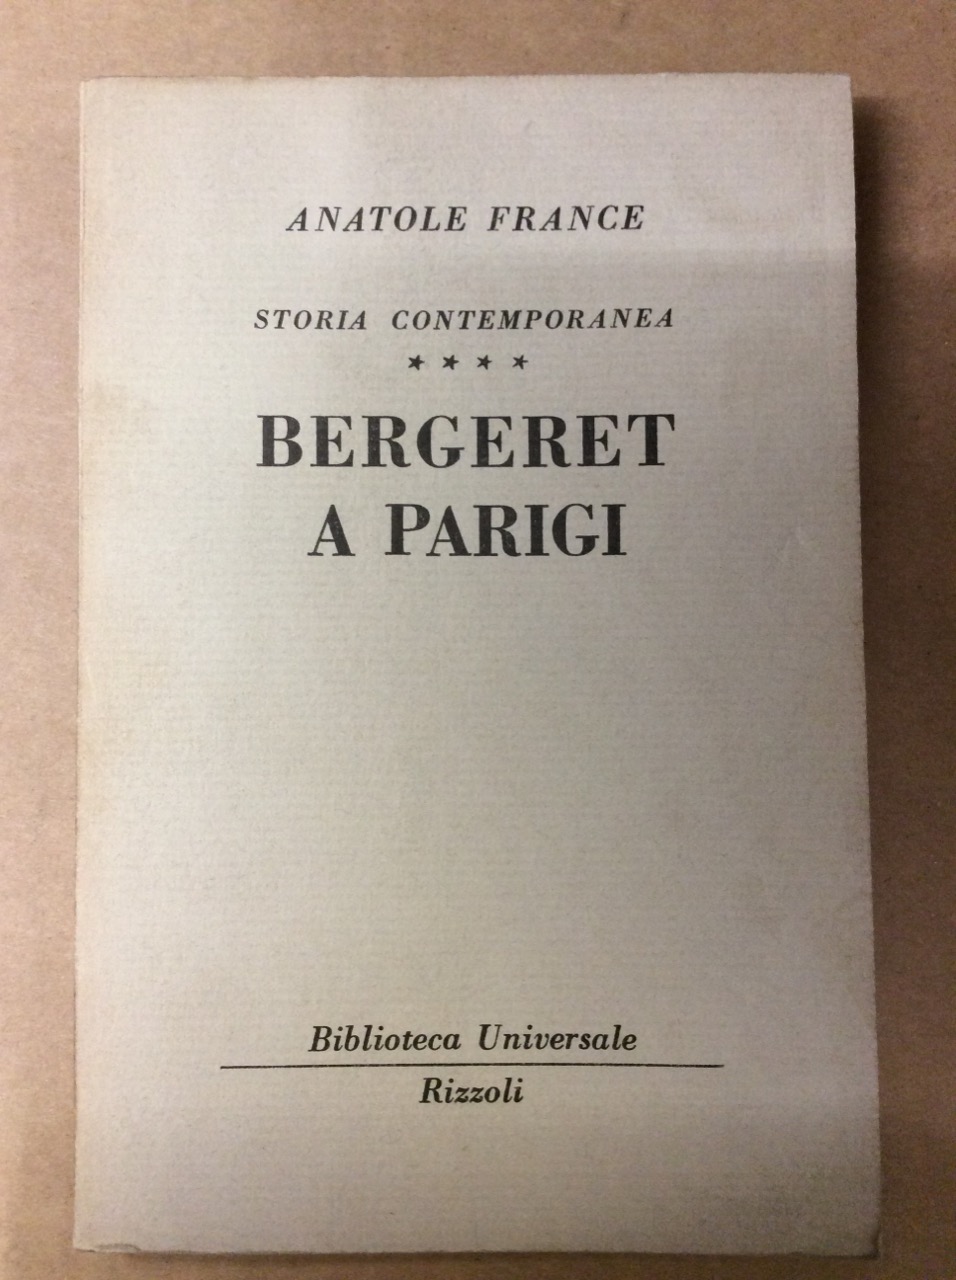 ANATOLE FRANCE
STORIA CONTEMPORANEA
★ ★ ★ ★
BERGERET
A PARIGI
Biblioteca Universale
Rizzoli